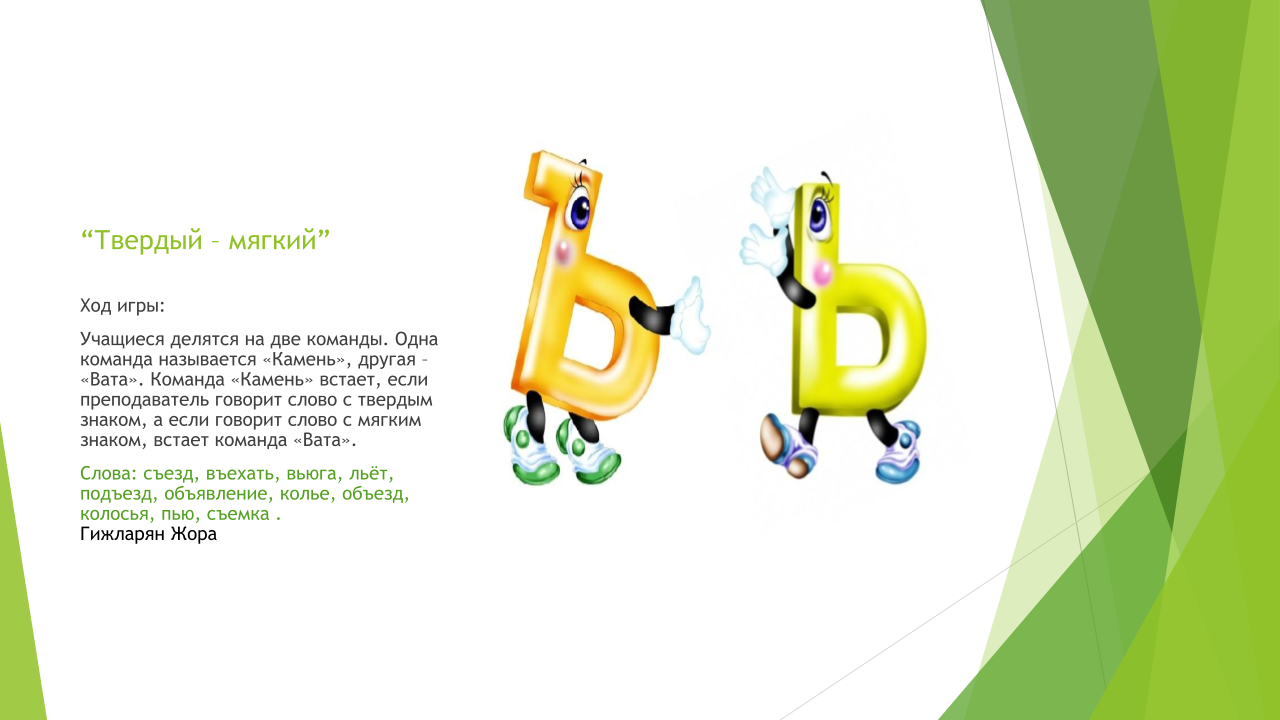 “Твердый – мягкий”
Ход игры:
Учащиеся делятся на две команды. Одна
команда называется «Камень», другая –
«Вата». Команда «Камень» встает, если
преподаватель говорит слово с твердым
знаком, а если говорит слово с мягким
знаком, встает команда «Вата».
Слова: съезд, въехать, вьюга, льёт,
подъезд, объявление, колье, объезд,
колосья, пью, съемка .
Гижларян Жора
Ъ Ь